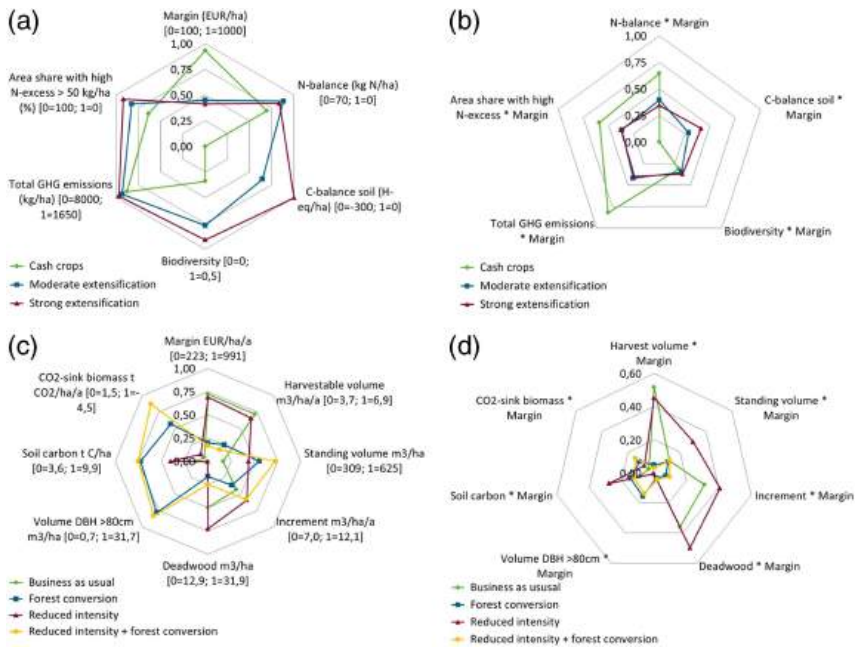 (a)
Margin (EUR/ha)
[0=100; 1=1000]
1,00
0,75
0,50
0,25
0,00
N-balance (kg N/ha)
[0=70; 1=0]
C-balance soil (H-
eq/ha) [0=-300; 1=0]
Biodiversity [0=0;
1=0,5]
Total GHG emissions
(kg/ha) [0=8000;
1=1650]
Area share with high
N-excess > 50 kg/ha
(%) [0=100; 1=0]
Cash crops
Moderate extensification
Strong extensification
(b)
N-balance * Margin
1,00
0,75
0,50
0,25
0,00
C-balance soil *
Margin
Biodiversity * Margin
Total GHG emissions
* Margin
Area share with high
N-excess * Margin
Cash crops
Moderate extensification
Strong extensification
(c)
Margin EUR/ha/a
[0=223; 1=991]
1,00
0,75
0,50
0,25
0,00
Harvestable volume
m3/ha/a [0=3,7; 1=6,9]
Standing volume m3/ha
[0=309; 1=625]
Increment m3/ha/a
[0=7,0; 1=12,1]
Deadwood m3/ha
[0=12,9; 1=31,9]
Volume DBH >80cm
m3/ha [0=0,7; 1=31,7]
Soil carbon t C/ha
[0=3,6; 1=9,9]
CO2-sink biomass t
CO2/ha/a [0=1,5; 1=-
4,5]
Business as usual
Forest conversion
Reduced intensity
Reduced intensity + forest conversion
(d)
Harvest volume *
Margin
0,60
0,40
0,20
0,00
Standing volume *
Margin
Increment * Margin
Deadwood * Margin
Volume DBH >80cm *
Margin
Soil carbon * Margin
CO2-sink biomass *
Margin
Business as ususal
Forest conversion
Reduced intensity
Reduced intensity + forest conversion